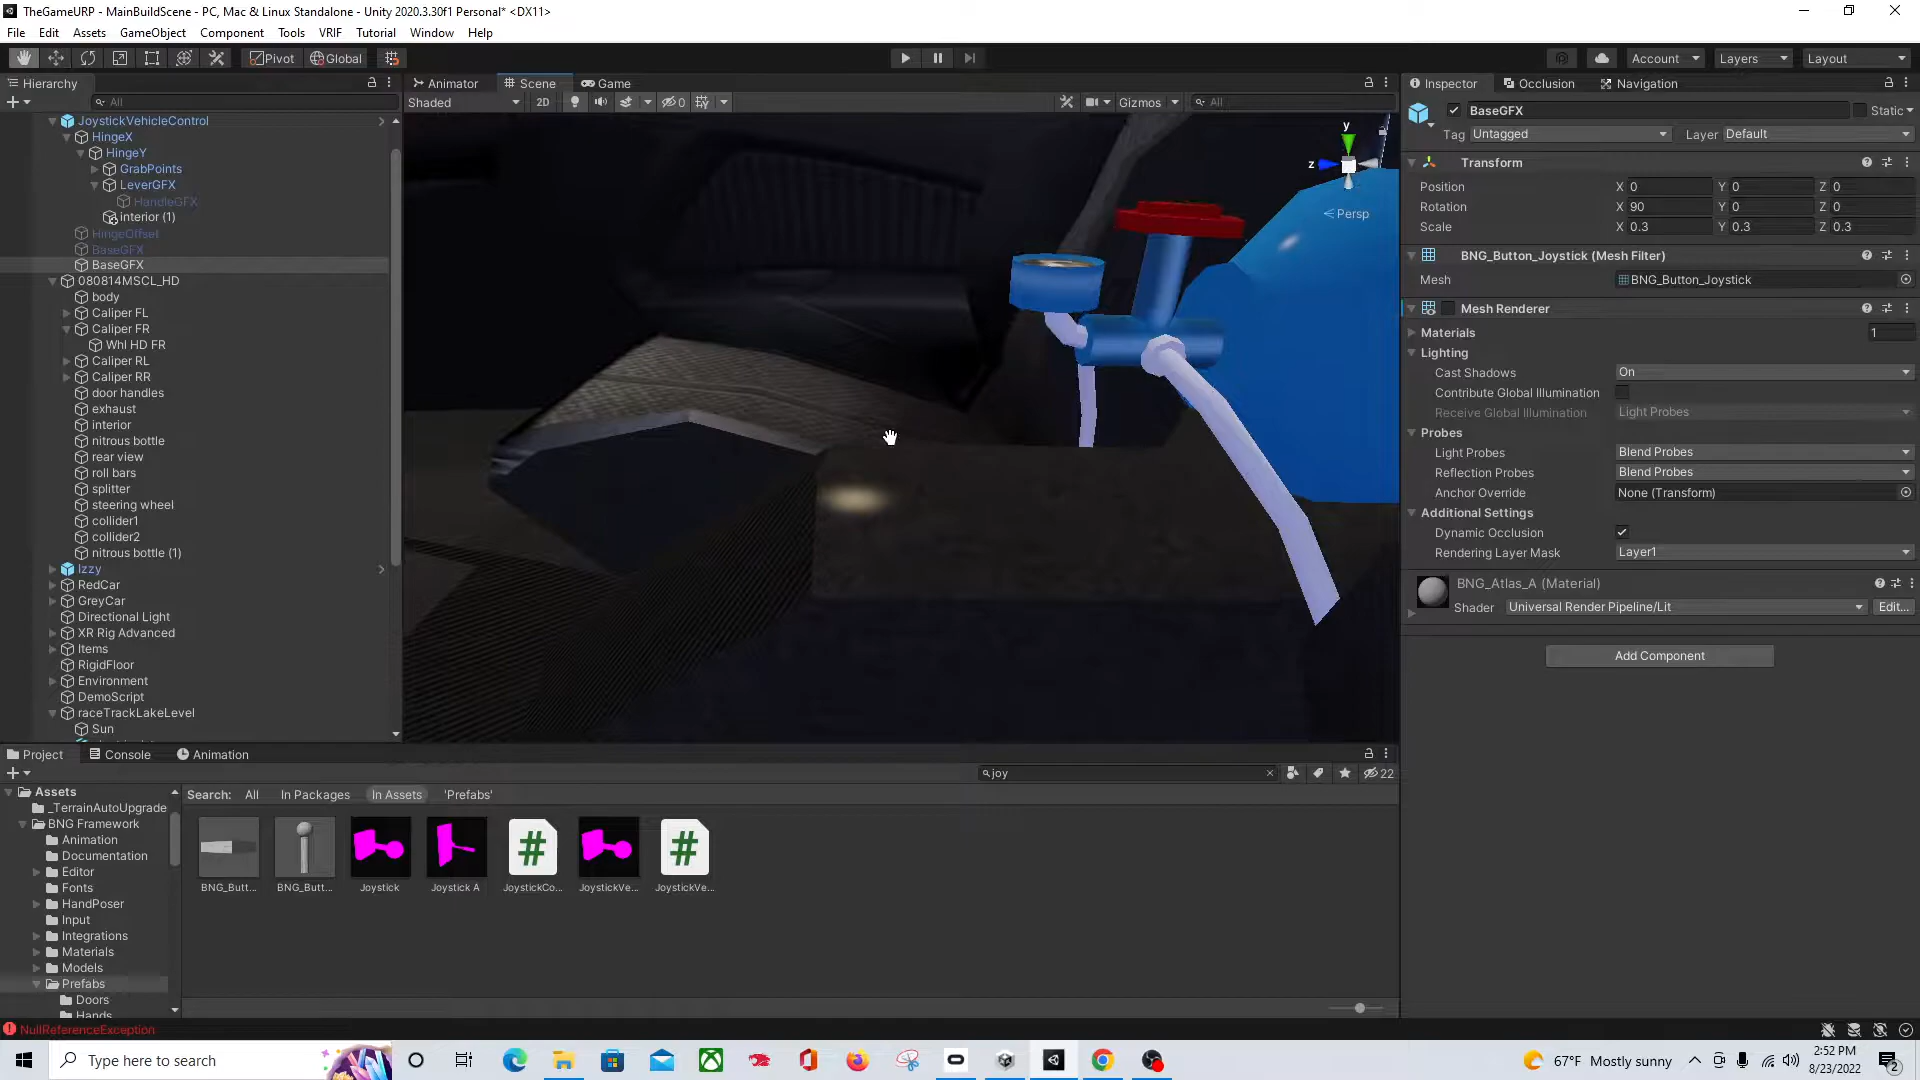 TheGameURP - MainBuildScene - PC, Mac & Linux Standalone - Unity 2020.3.30f1 Personal* <DX11>
File Edit Assets GameObject Component Tools VRIF Tutorial Window Help
Pivot Global Account Layers Layout
Hierarchy
All
JoystickVehicleControl
HingeX
HingeY
GrabPoints
LeverGFX
HandleGFX
interior (1)
HingeOffset
BaseGFX
BaseGFX
080814MSCL_HD
body
Caliper FL
Caliper FR
Whl HD FR
Caliper RL
Caliper RR
door handles
exhaust
interior
nitrous bottle
rear view
roll bars
splitter
steering wheel
collider1
collider2
nitrous bottle (1)
Izzy
RedCar
GreyCar
Directional Light
XR Rig Advanced
Items
RigidFloor
Environment
DemoScript
raceTrackLakeLevel
Sun
Animator Scene Game
Shaded 2D 0 Gizmos All
y
z
Persp
Inspector Occlusion Navigation
BaseGFX Static
Tag Untagged Layer Default
Transform
Position X 0 Y 0 Z 0
Rotation X 90 Y 0 Z 0
Scale X 0.3 Y 0.3 Z 0.3
BNG_Button_Joystick (Mesh Filter)
Mesh BNG_Button_Joystick
Mesh Renderer
Materials 1
Lighting
Cast Shadows On
Contribute Global Illumination
Receive Global Illumination Light Probes
Probes
Light Probes Blend Probes
Reflection Probes Blend Probes
Anchor Override None (Transform)
Additional Settings
Dynamic Occlusion
Rendering Layer Mask Layer1
BNG_Atlas_A (Material)
Shader Universal Render Pipeline/Lit Edit...
Add Component
Project Console Animation
joy 22
Assets
_TerrainAutoUpgrade
BNG Framework
Animation
Documentation
Editor
Fonts
HandPoser
Input
Integrations
Materials
Models
Prefabs
Doors
Hands
Search: All In Packages In Assets 'Prefabs'
BNG_Butt... BNG_Butt... Joystick Joystick A JoystickCo... JoystickVe... JoystickVe...
NullReferenceException
Type here to search
67°F Mostly sunny
2:52 PM
8/23/2022
2